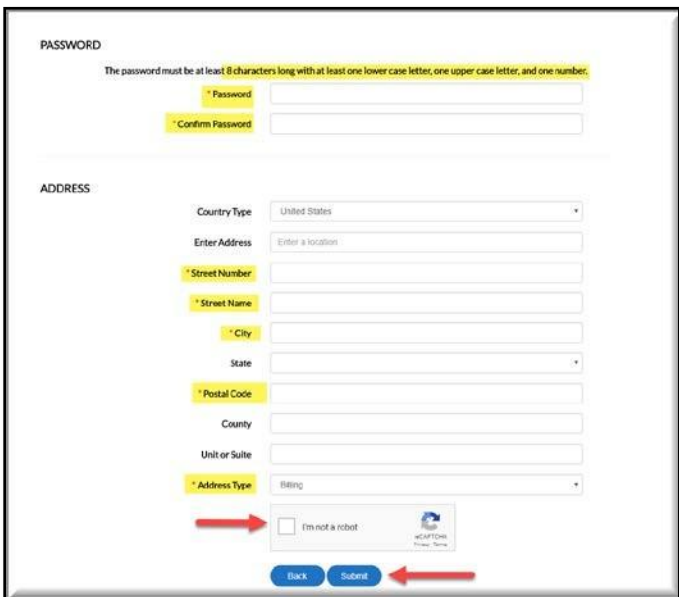 PASSWORD
The password must be at least 8 characters long with at least one lower case letter, one upper case letter, and one number.
* Password
* Confirm Password
ADDRESS
Country Type United States
Enter Address Enter a location
* Street Number
* Street Name
* City
State
* Postal Code
County
Unit or Suite
* Address Type Billing
I'm not a robot
reCAPTCHA
Privacy - Terms
Back Submit